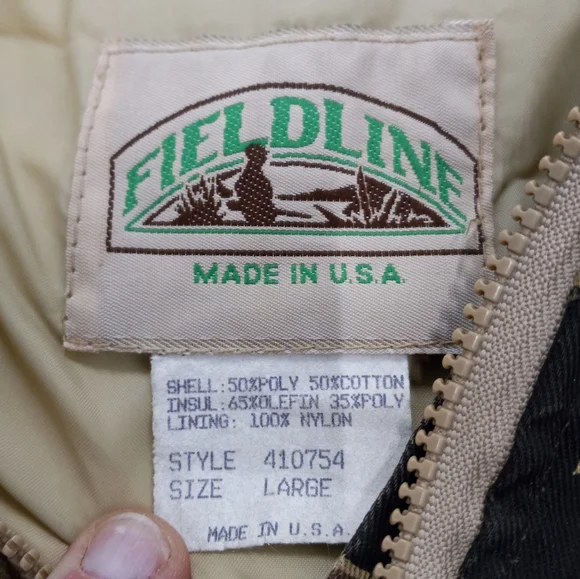 FIELDLINE
MADE IN U.S.A.
SHELL:50%POLY 50%COTTON
INSUL:65%OLEFIN 35%POLY
LINING: 100% NYLON
STYLE 410754
SIZE LARGE
MADE IN U.S.A.